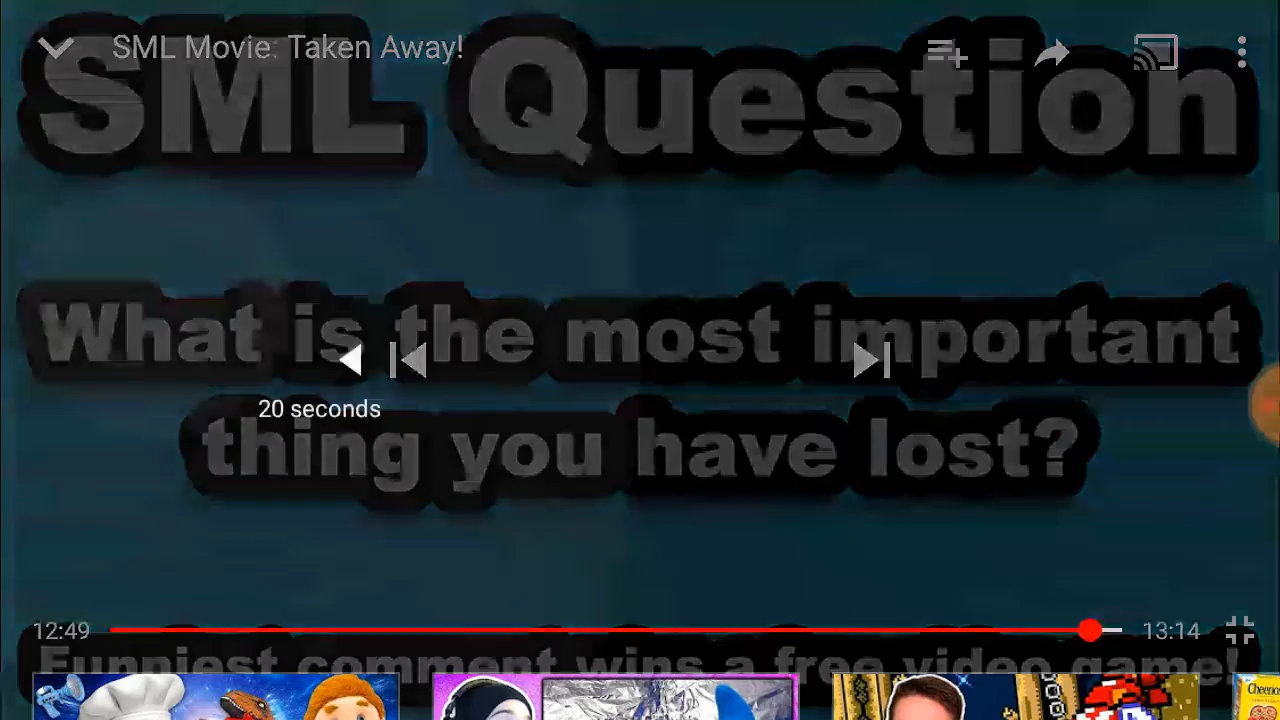 SML Movie: Taken Away!
SML Question
What is the most important
20 seconds
thing you have lost?
12:49
13:14
Funniest comment wins a free video game!
Cheerios